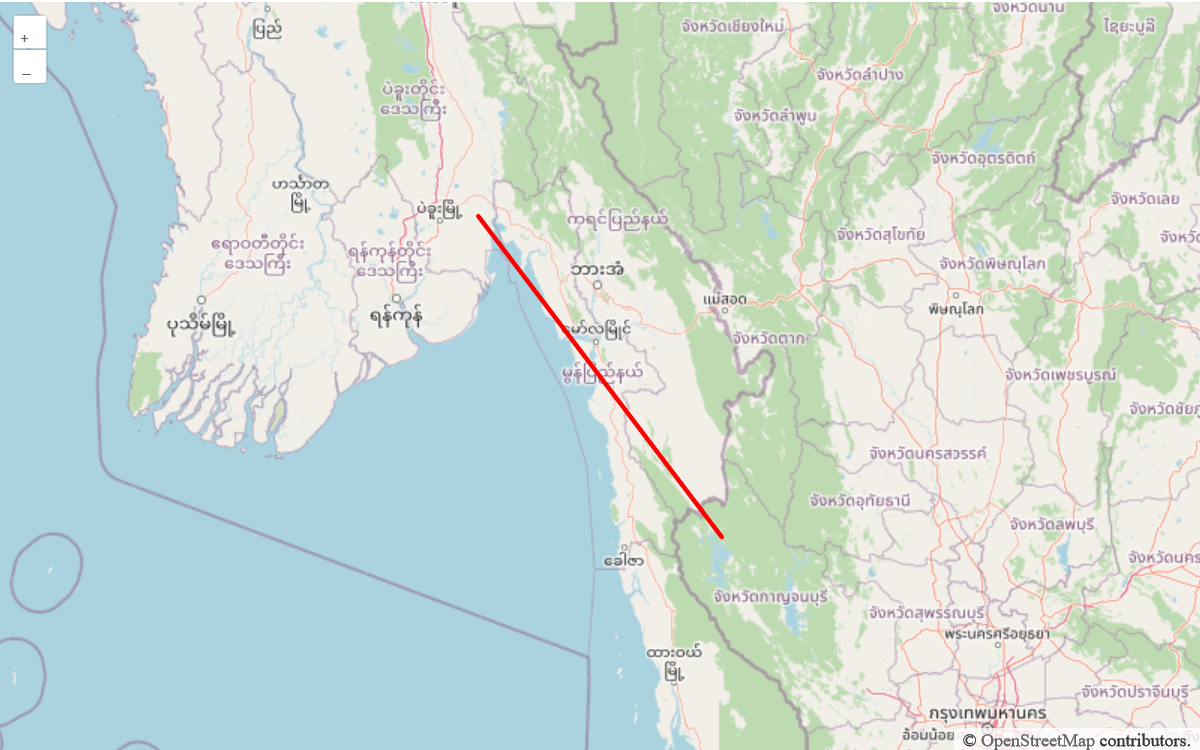 จังหวัดน่าน
จังหวัดเชียงใหม่
ໄຊຍະບູລີ
ပြည်
+
–
จังหวัดลำปาง
ပဲခူးတိုင်း
ဒေသကြီး
จังหวัดลำพูน
จังหวัดอุตรดิตถ์
ဟင်္သာတ
မြို့
จังหวัดเลย
ပဲခူးမြို့
ကရင်ပြည်နယ်
จังหวัดสุโขทัย
ဧရာဝတီတိုင်း
ဒေသကြီး
ရန်ကုန်တိုင်း
ဒေသကြီး
ဘားအံ
จังหวัดพิษณุโลก
แม่สอด
พิษณุโลก
ပုသိမ်မြို့
ရန်ကုန်
မော်လမြိုင်
จังหวัดตาก
မွန်ပြည်နယ်
จังหวัดเพชรบูรณ์
จังหวัดชัยภู
จังหวัดนครสวรรค์
จังหวัดอุทัยธานี
จังหวัดลพบุรี
ခေါဇာ
จังหวัดนคร
จังหวัดกาญจนบุรี
จังหวัดสุพรรณบุรี
พระนครศรีอยุธยา
ထားဝယ်
မြို့
จังหวัดปราจีนบุรี
กรุงเทพมหานคร
อ้อมน้อย
© OpenStreetMap contributors.